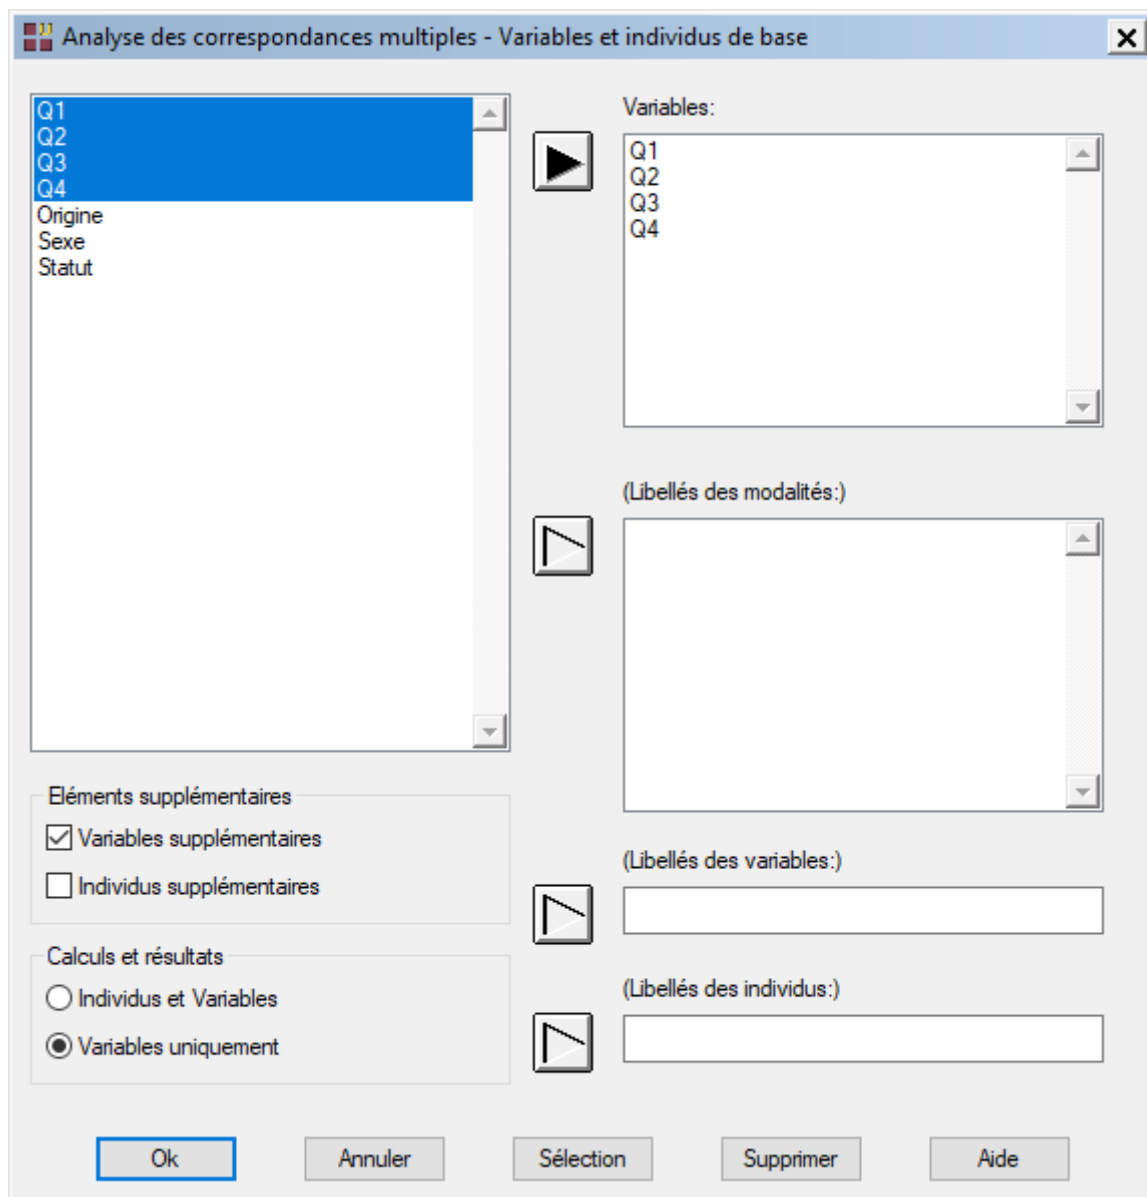 Analyse des correspondances multiples - Variables et individus de base
Q1
Q2
Q3
Q4
Origine
Sexe
Statut
Variables:
Q1
Q2
Q3
Q4
(Libellés des modalités:)
Eléments supplémentaires
Variables supplémentaires
Individus supplémentaires
(Libellés des variables:)
Calculs et résultats
Individus et Variables
Variables uniquement
(Libellés des individus:)
Ok
Annuler
Sélection
Supprimer
Aide